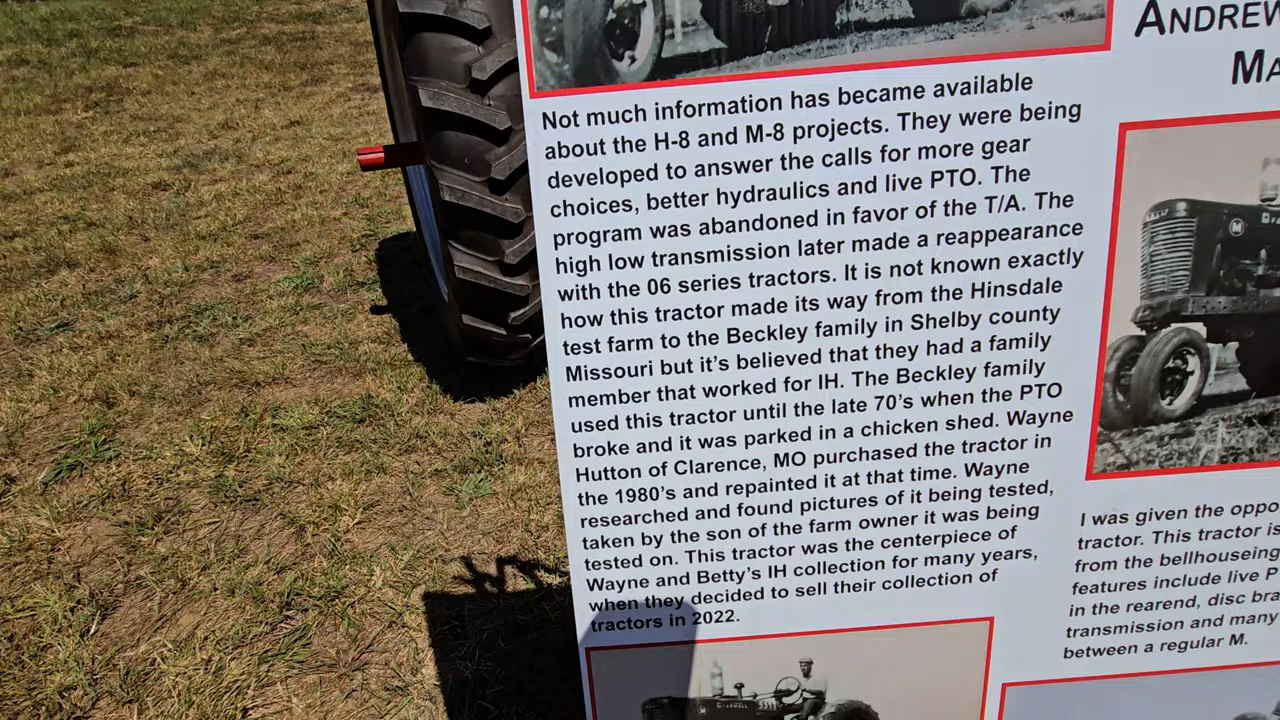 Not much information has became available
about the H-8 and M-8 projects. They were being
developed to answer the calls for more gear
choices, better hydraulics and live PTO. The
program was abandoned in favor of the T/A. The
high low transmission later made a reappearance
with the 06 series tractors. It is not known exactly
how this tractor made its way from the Hinsdale
test farm to the Beckley family in Shelby county
Missouri but it's believed that they had a family
member that worked for IH. The Beckley family
used this tractor until the late 70's when the PTO
broke and it was parked in a chicken shed. Wayne
Hutton of Clarence, MO purchased the tractor in
the 1980's and repainted it at that time. Wayne
researched and found pictures of it being tested,
taken by the son of the farm owner it was being
tested on. This tractor was the centerpiece of
Wayne and Betty's IH collection for many years,
when they decided to sell their collection of
tractors in 2022.
ANDREW
MA
M
I was given the oppo
tractor. This tractor is
from the bellhouseing
features include live P
in the rearend, disc bra
transmission and many
between a regular M.